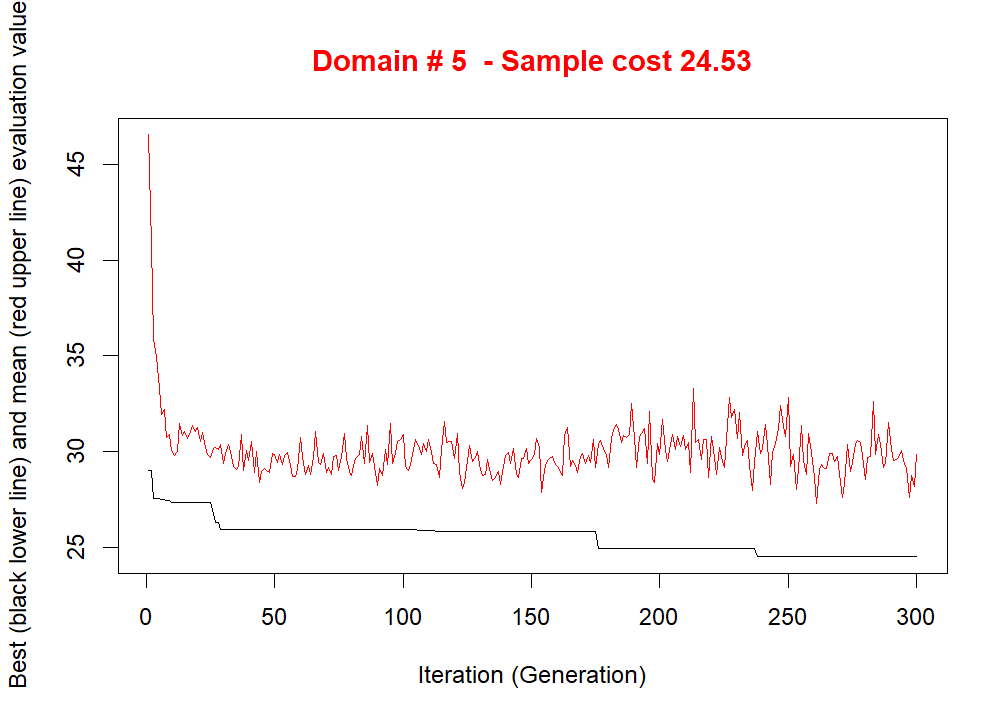 Domain # 5  - Sample cost 24.53
Best (black lower line) and mean (red upper line) evaluation value
45
40
35
30
25
0 50 100 150 200 250 300
Iteration (Generation)